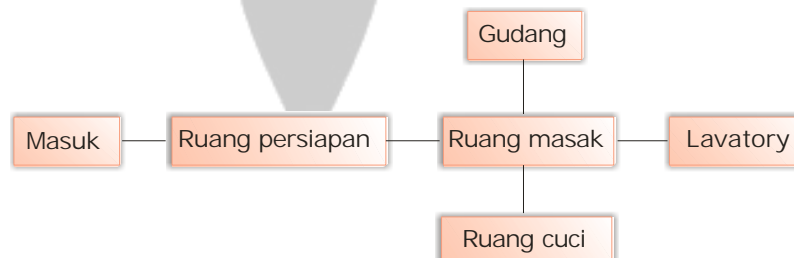 Gudang
Masuk
Ruang persiapan
Ruang masak
Lavatory
Ruang cuci